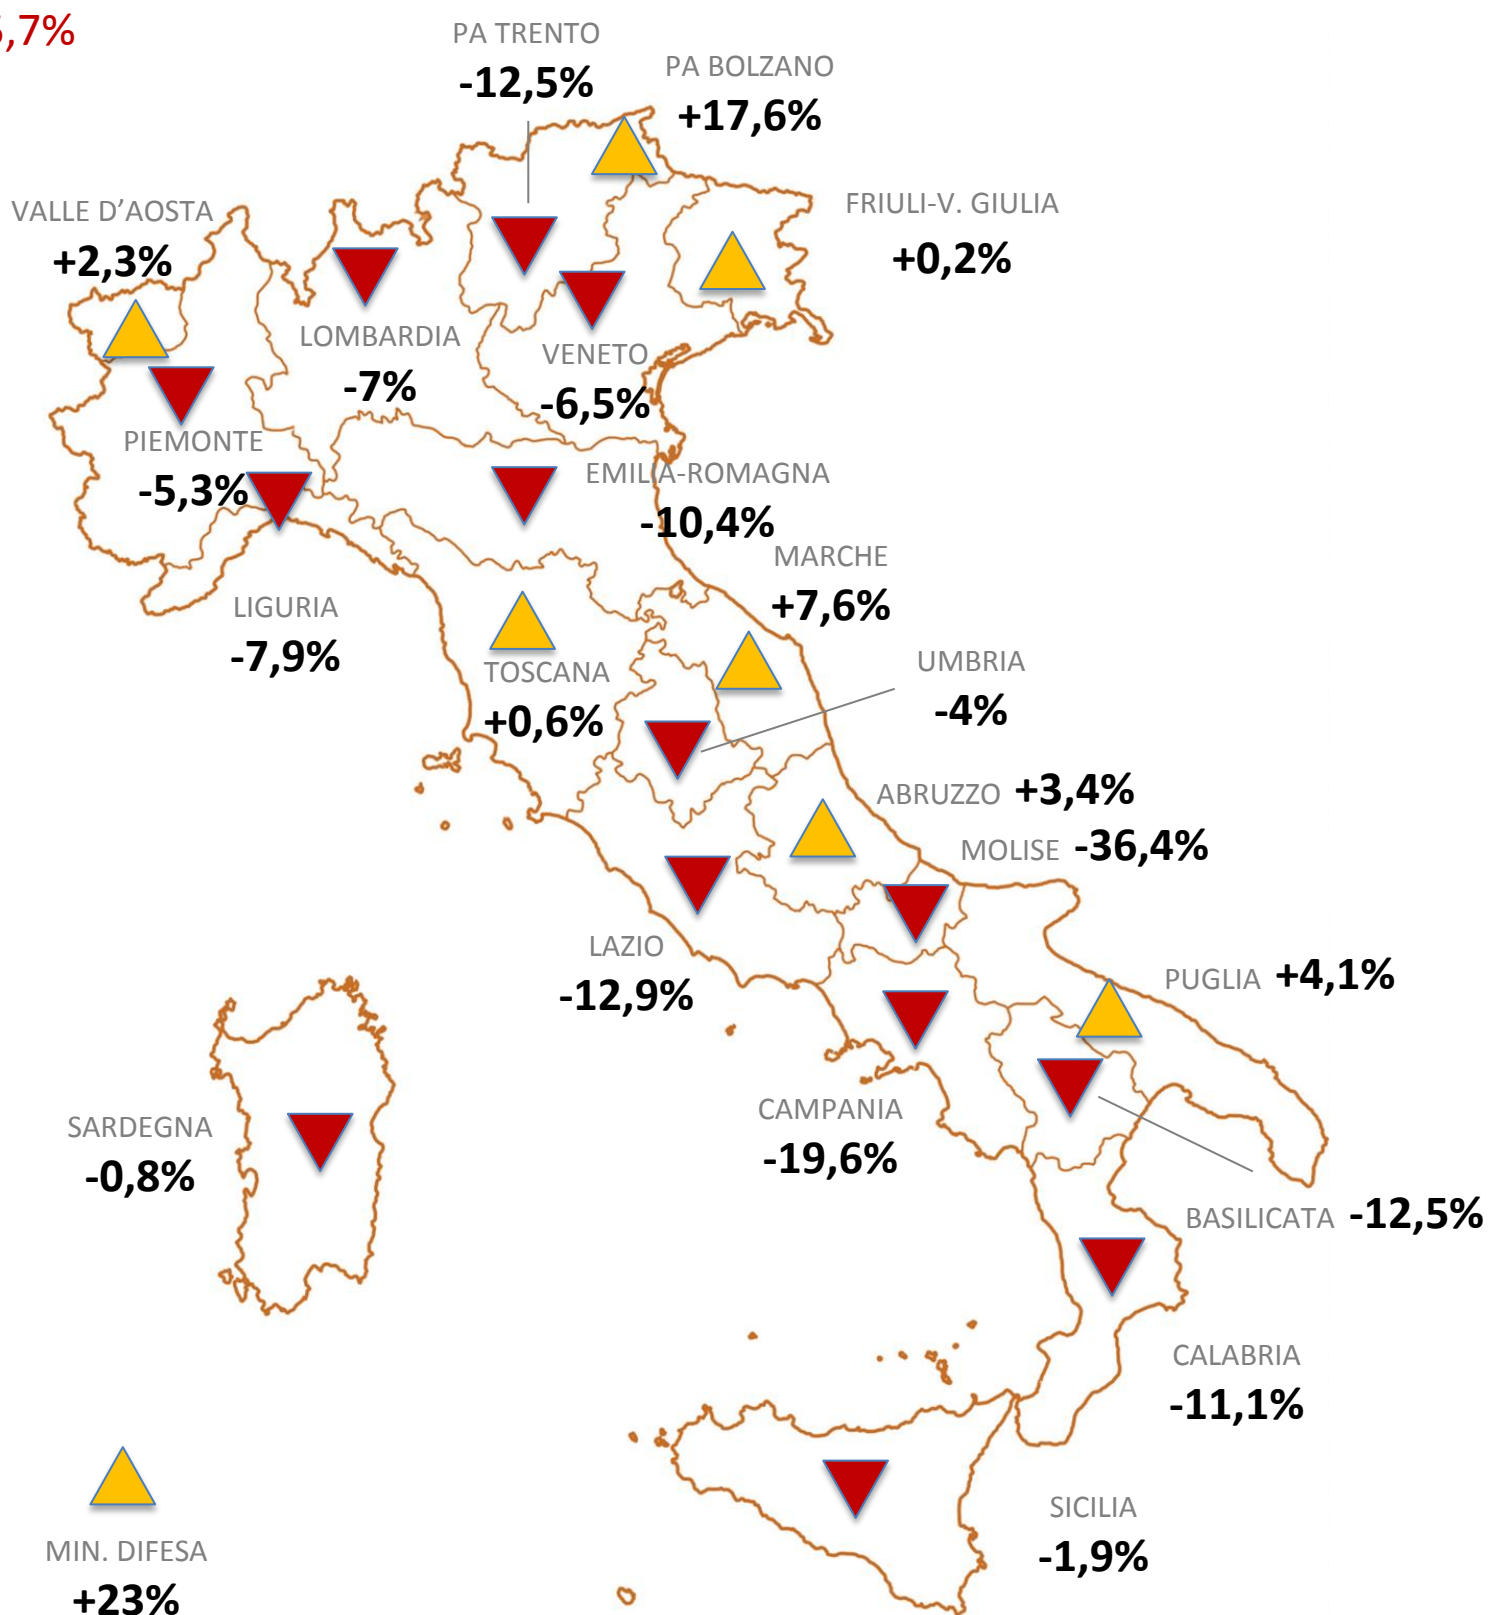 ,7%
PA TRENTO
-12,5%
PA BOLZANO
+17,6%
VALLE D’AOSTA
+2,3%
FRIULI-V. GIULIA
+0,2%
LOMBARDIA
-7%
VENETO
-6,5%
PIEMONTE
-5,3%
EMILIA-ROMAGNA
-10,4%
MARCHE
+7,6%
LIGURIA
-7,9%
TOSCANA
+0,6%
UMBRIA
-4%
ABRUZZO +3,4%
MOLISE -36,4%
LAZIO
-12,9%
PUGLIA +4,1%
CAMPANIA
-19,6%
SARDEGNA
-0,8%
BASILICATA -12,5%
CALABRIA
-11,1%
SICILIA
-1,9%
MIN. DIFESA
+23%